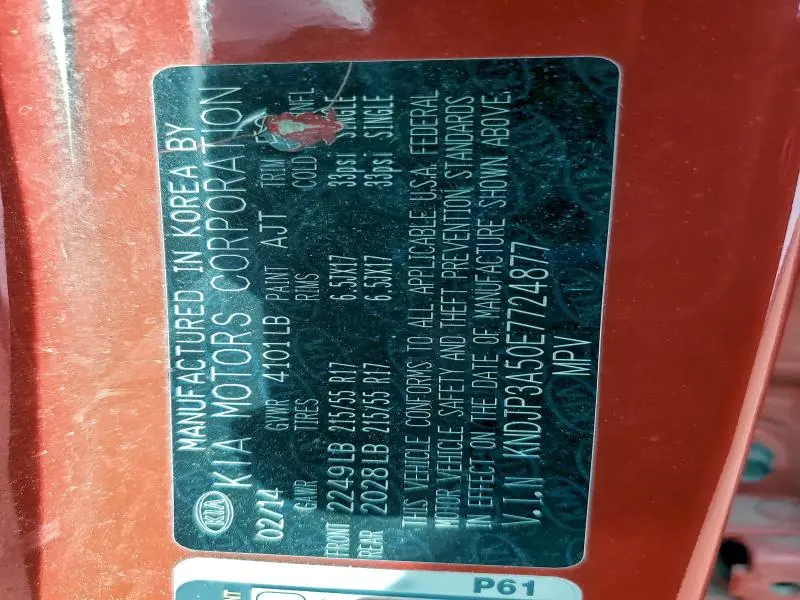 MANUFACTURED IN KOREA BY
KIA KIA MOTORS CORPORATION
02/14 GVWR 4101 LB PAINT AJT TRIM
GAWR TIRES RIMS COLD
FRONT 2249 LB 215/55 R17 6.5JX17 33psi SINGLE
REAR 2028 LB 215/55 R17 6.5JX17 33psi SINGLE
THIS VEHICLE CONFORMS TO ALL APPLICABLE U.S.A. FEDERAL
MOTOR VEHICLE SAFETY AND THEFT PREVENTION STANDARDS
IN EFFECT ON THE DATE OF MANUFACTURE SHOWN ABOVE.
V.I.N KNDJP3A50E7724877
MPV
P61